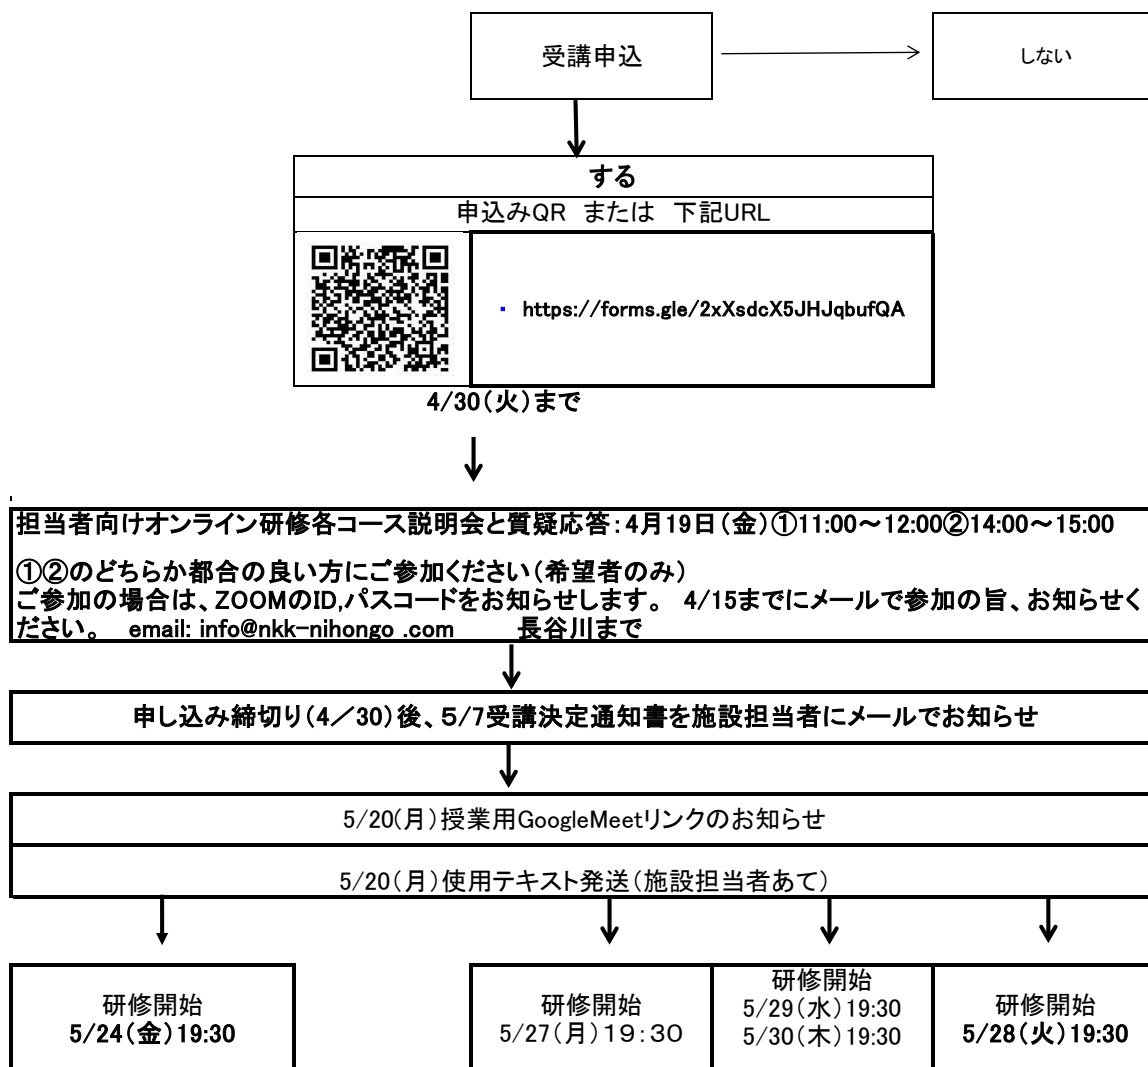 受講申込
しない
する
申込みQR または 下記URL
・ https://forms.gle/2xXsdcX5JHJqbufQA
4/30(火)まで
担当者向けオンライン研修各コース説明会と質疑応答:4月19日(金)①11:00～12:00②14:00～15:00
①②のどちらか都合の良い方にご参加ください(希望者のみ)
ご参加の場合は、ZOOMのID,パスコードをお知らせします。 4/15までにメールで参加の旨、お知らせく
ださい。 email: info@nkk-nihongo .com 長谷川まで
申し込み締切り(4／30)後、5/7受講決定通知書を施設担当者にメールでお知らせ
5/20(月)授業用GoogleMeetリンクのお知らせ
5/20(月)使用テキスト発送(施設担当者あて)
研修開始
5/24(金)19:30
研修開始
5/27(月)19:30
研修開始
5/29(水)19:30
5/30(木)19:30
研修開始
5/28(火)19:30